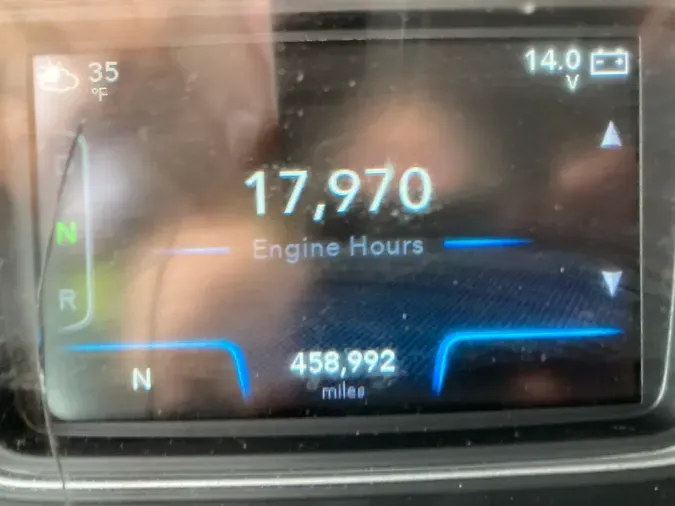 35
°F
14.0
V
17,970
Engine Hours
N
R
458,992
miles
N